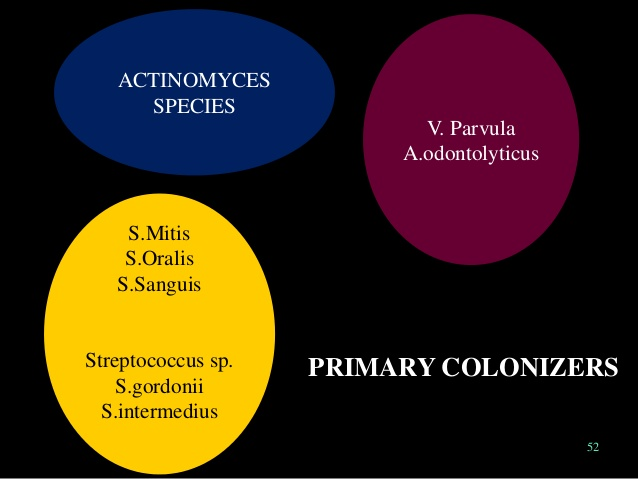 ACTINOMYCES
SPECIES
V. Parvula
A.odontolyticus
S.Mitis
S.Oralis
S.Sanguis
Streptococcus sp.
S.gordonii
S.intermedius
PRIMARY COLONIZERS
52